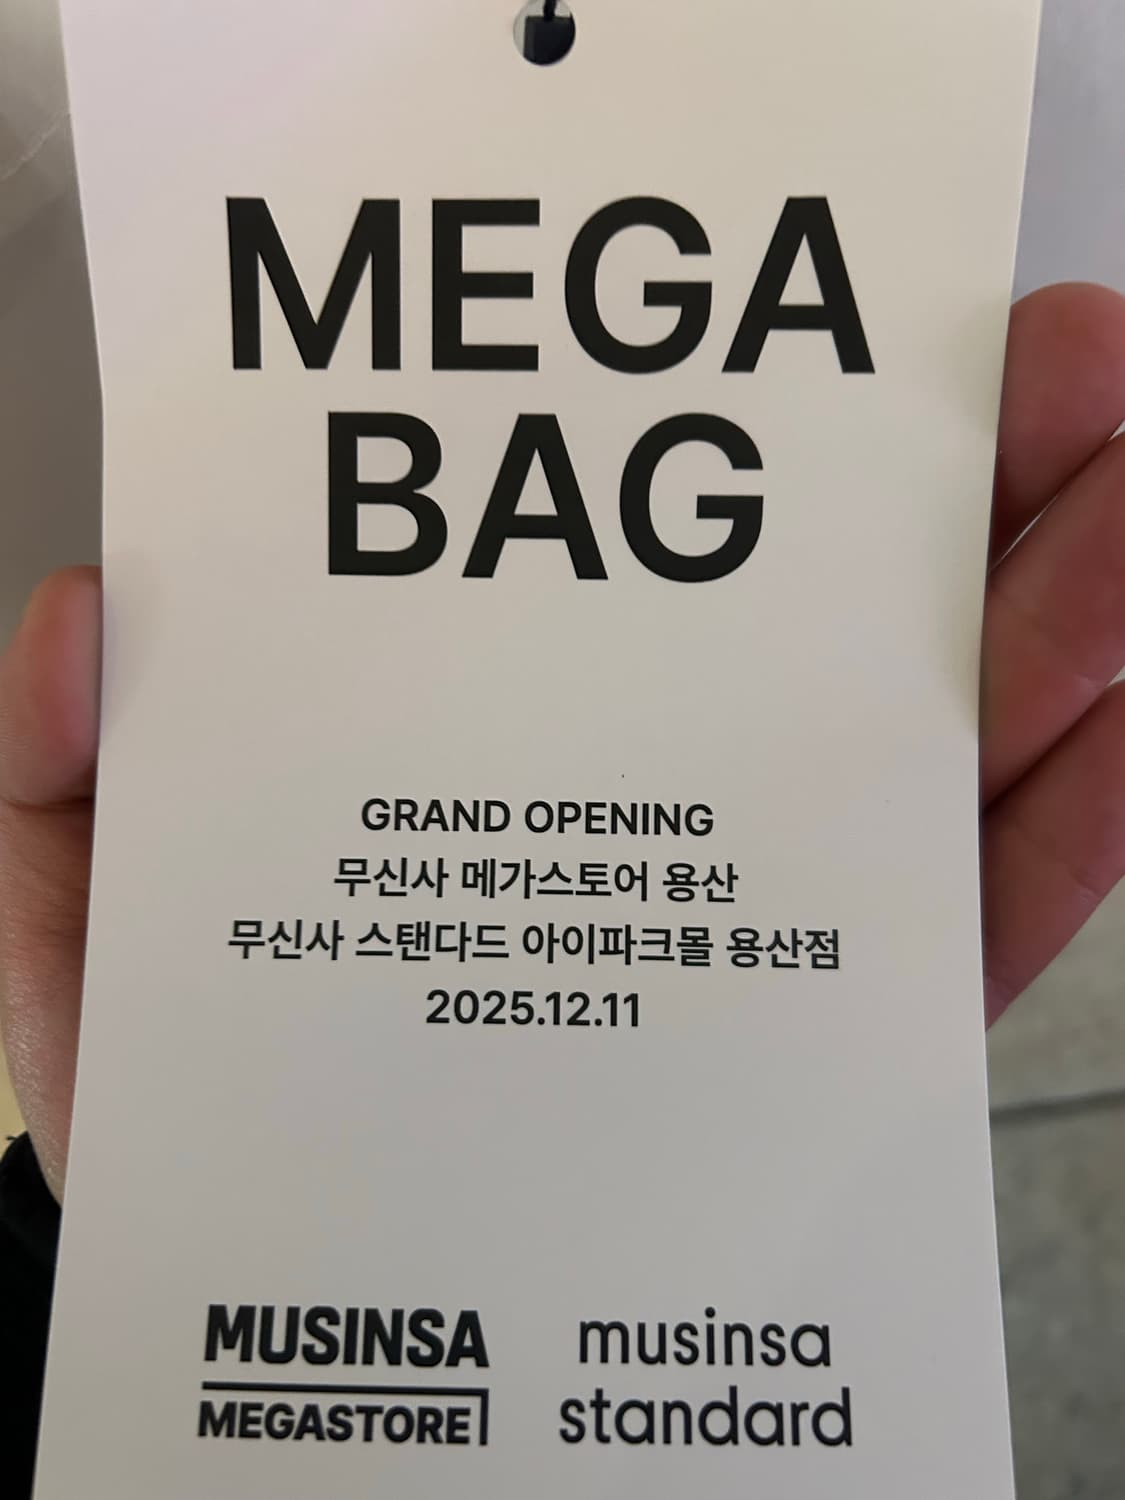 MEGA
BAG
GRAND OPENING
무신사 메가스토어 용산
무신사 스탠다드 아이파크몰 용산점
2025.12.11
MUSINSA
MEGASTORE
musinsa
standard